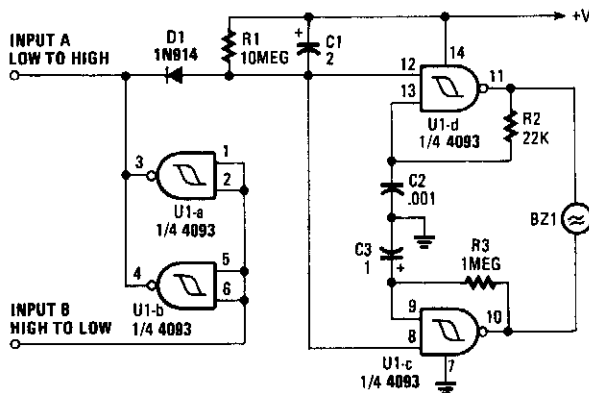 +V
INPUT A
LOW TO HIGH
D1
1N914
R1
10MEG
+
C1
2
14
12
13
11
U1-d
1/4 4093
R2
22K
3
1
2
U1-a
1/4 4093
C2
.001
BZ1
C3
1
+
R3
1MEG
4
5
6
U1-b
1/4 4093
INPUT B
HIGH TO LOW
9
8
10
7
U1-c
1/4 4093